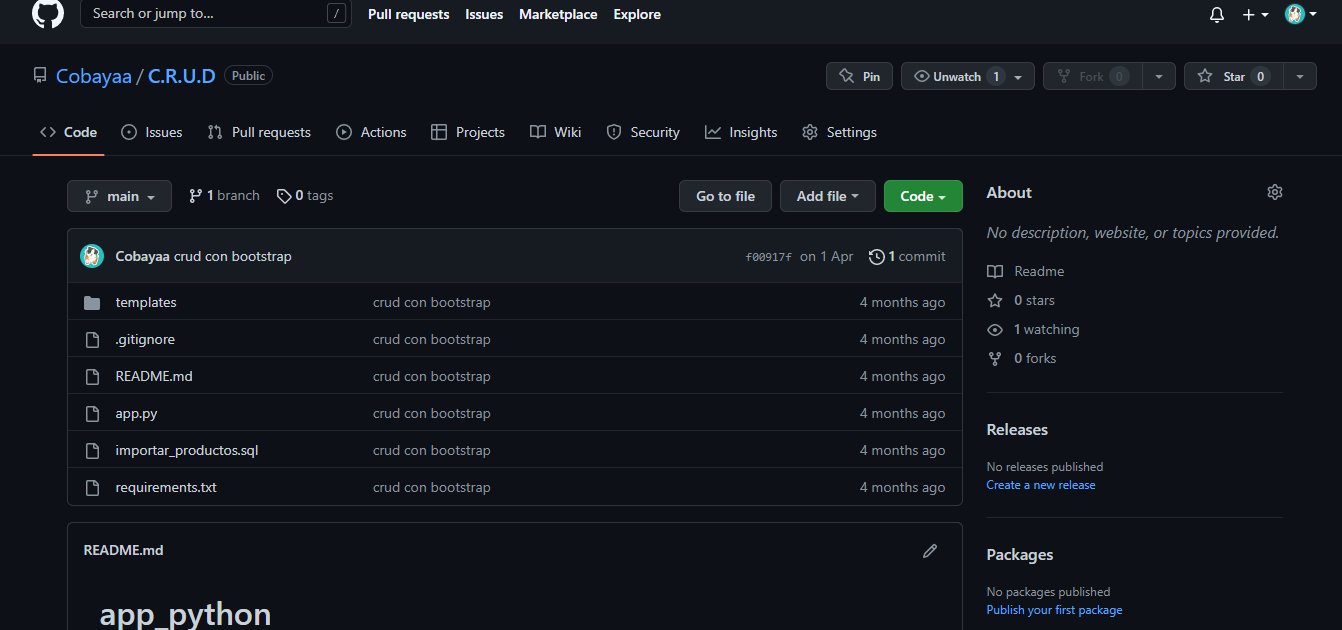 Search or jump to... /
Pull requests Issues Marketplace Explore
Cobayaa / C.R.U.D Public
Pin Unwatch 1 Fork 0 Star 0
Code Issues Pull requests Actions Projects Wiki Security Insights Settings
main 1 branch 0 tags Go to file Add file Code
Cobayaa crud con bootstrap f00917f on 1 Apr 1 commit
templates crud con bootstrap 4 months ago
.gitignore crud con bootstrap 4 months ago
README.md crud con bootstrap 4 months ago
app.py crud con bootstrap 4 months ago
importar_productos.sql crud con bootstrap 4 months ago
requirements.txt crud con bootstrap 4 months ago
README.md
app_python
About
No description, website, or topics provided.
Readme
0 stars
1 watching
0 forks
Releases
No releases published
Create a new release
Packages
No packages published
Publish your first package